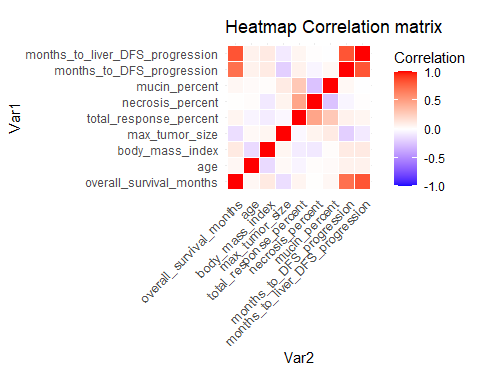 Heatmap Correlation matrix
months_to_liver_DFS_progression
months_to_DFS_progression
mucin_percent
necrosis_percent
total_response_percent
max_tumor_size
body_mass_index
age
overall_survival_months
Var1
overall_survival_months
age
body_mass_index
max_tumor_size
total_response_percent
necrosis_percent
mucin_percent
months_to_DFS_progression
months_to_liver_DFS_progression
Var2
Correlation
1.0
0.5
0.0
-0.5
-1.0